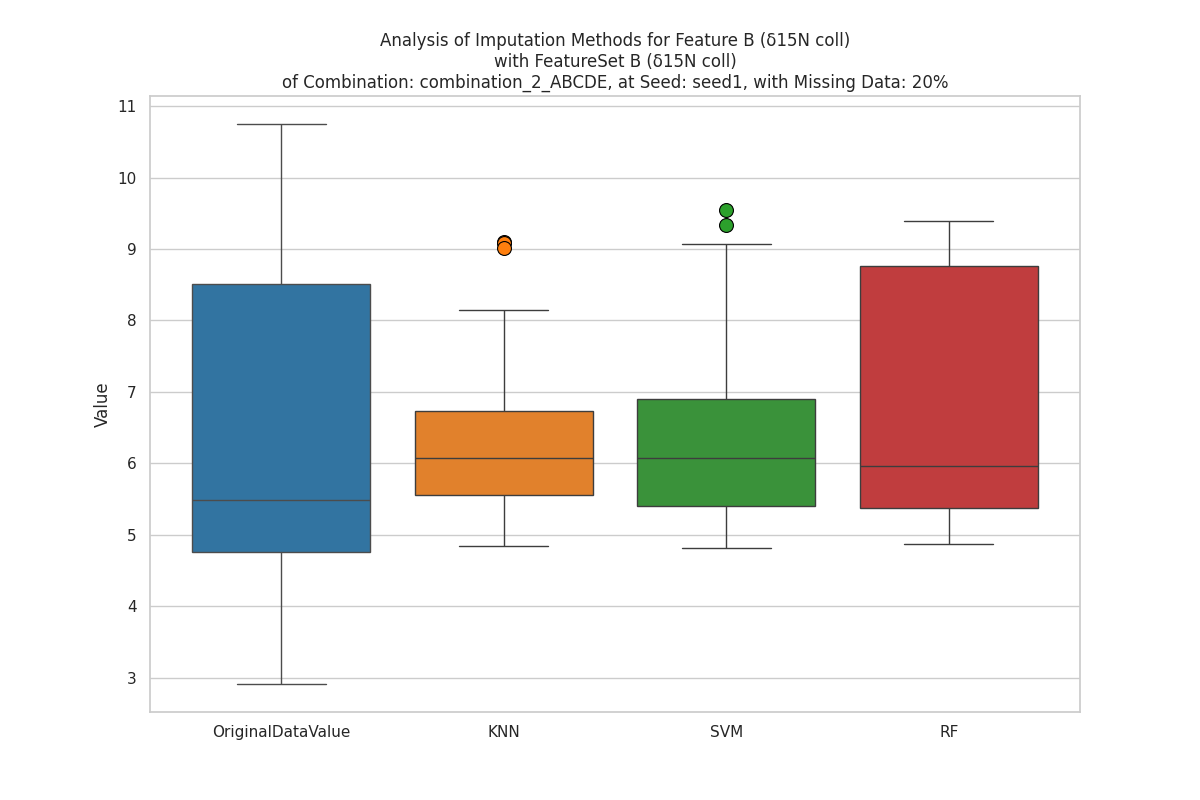 Analysis of Imputation Methods for Feature B (δ15N coll)
with FeatureSet B (δ15N coll)
of Combination: combination_2_ABCDE, at Seed: seed1, with Missing Data: 20%
11
10
9
8
7
6
5
4
3
Value
OriginalDataValue
KNN
SVM
RF